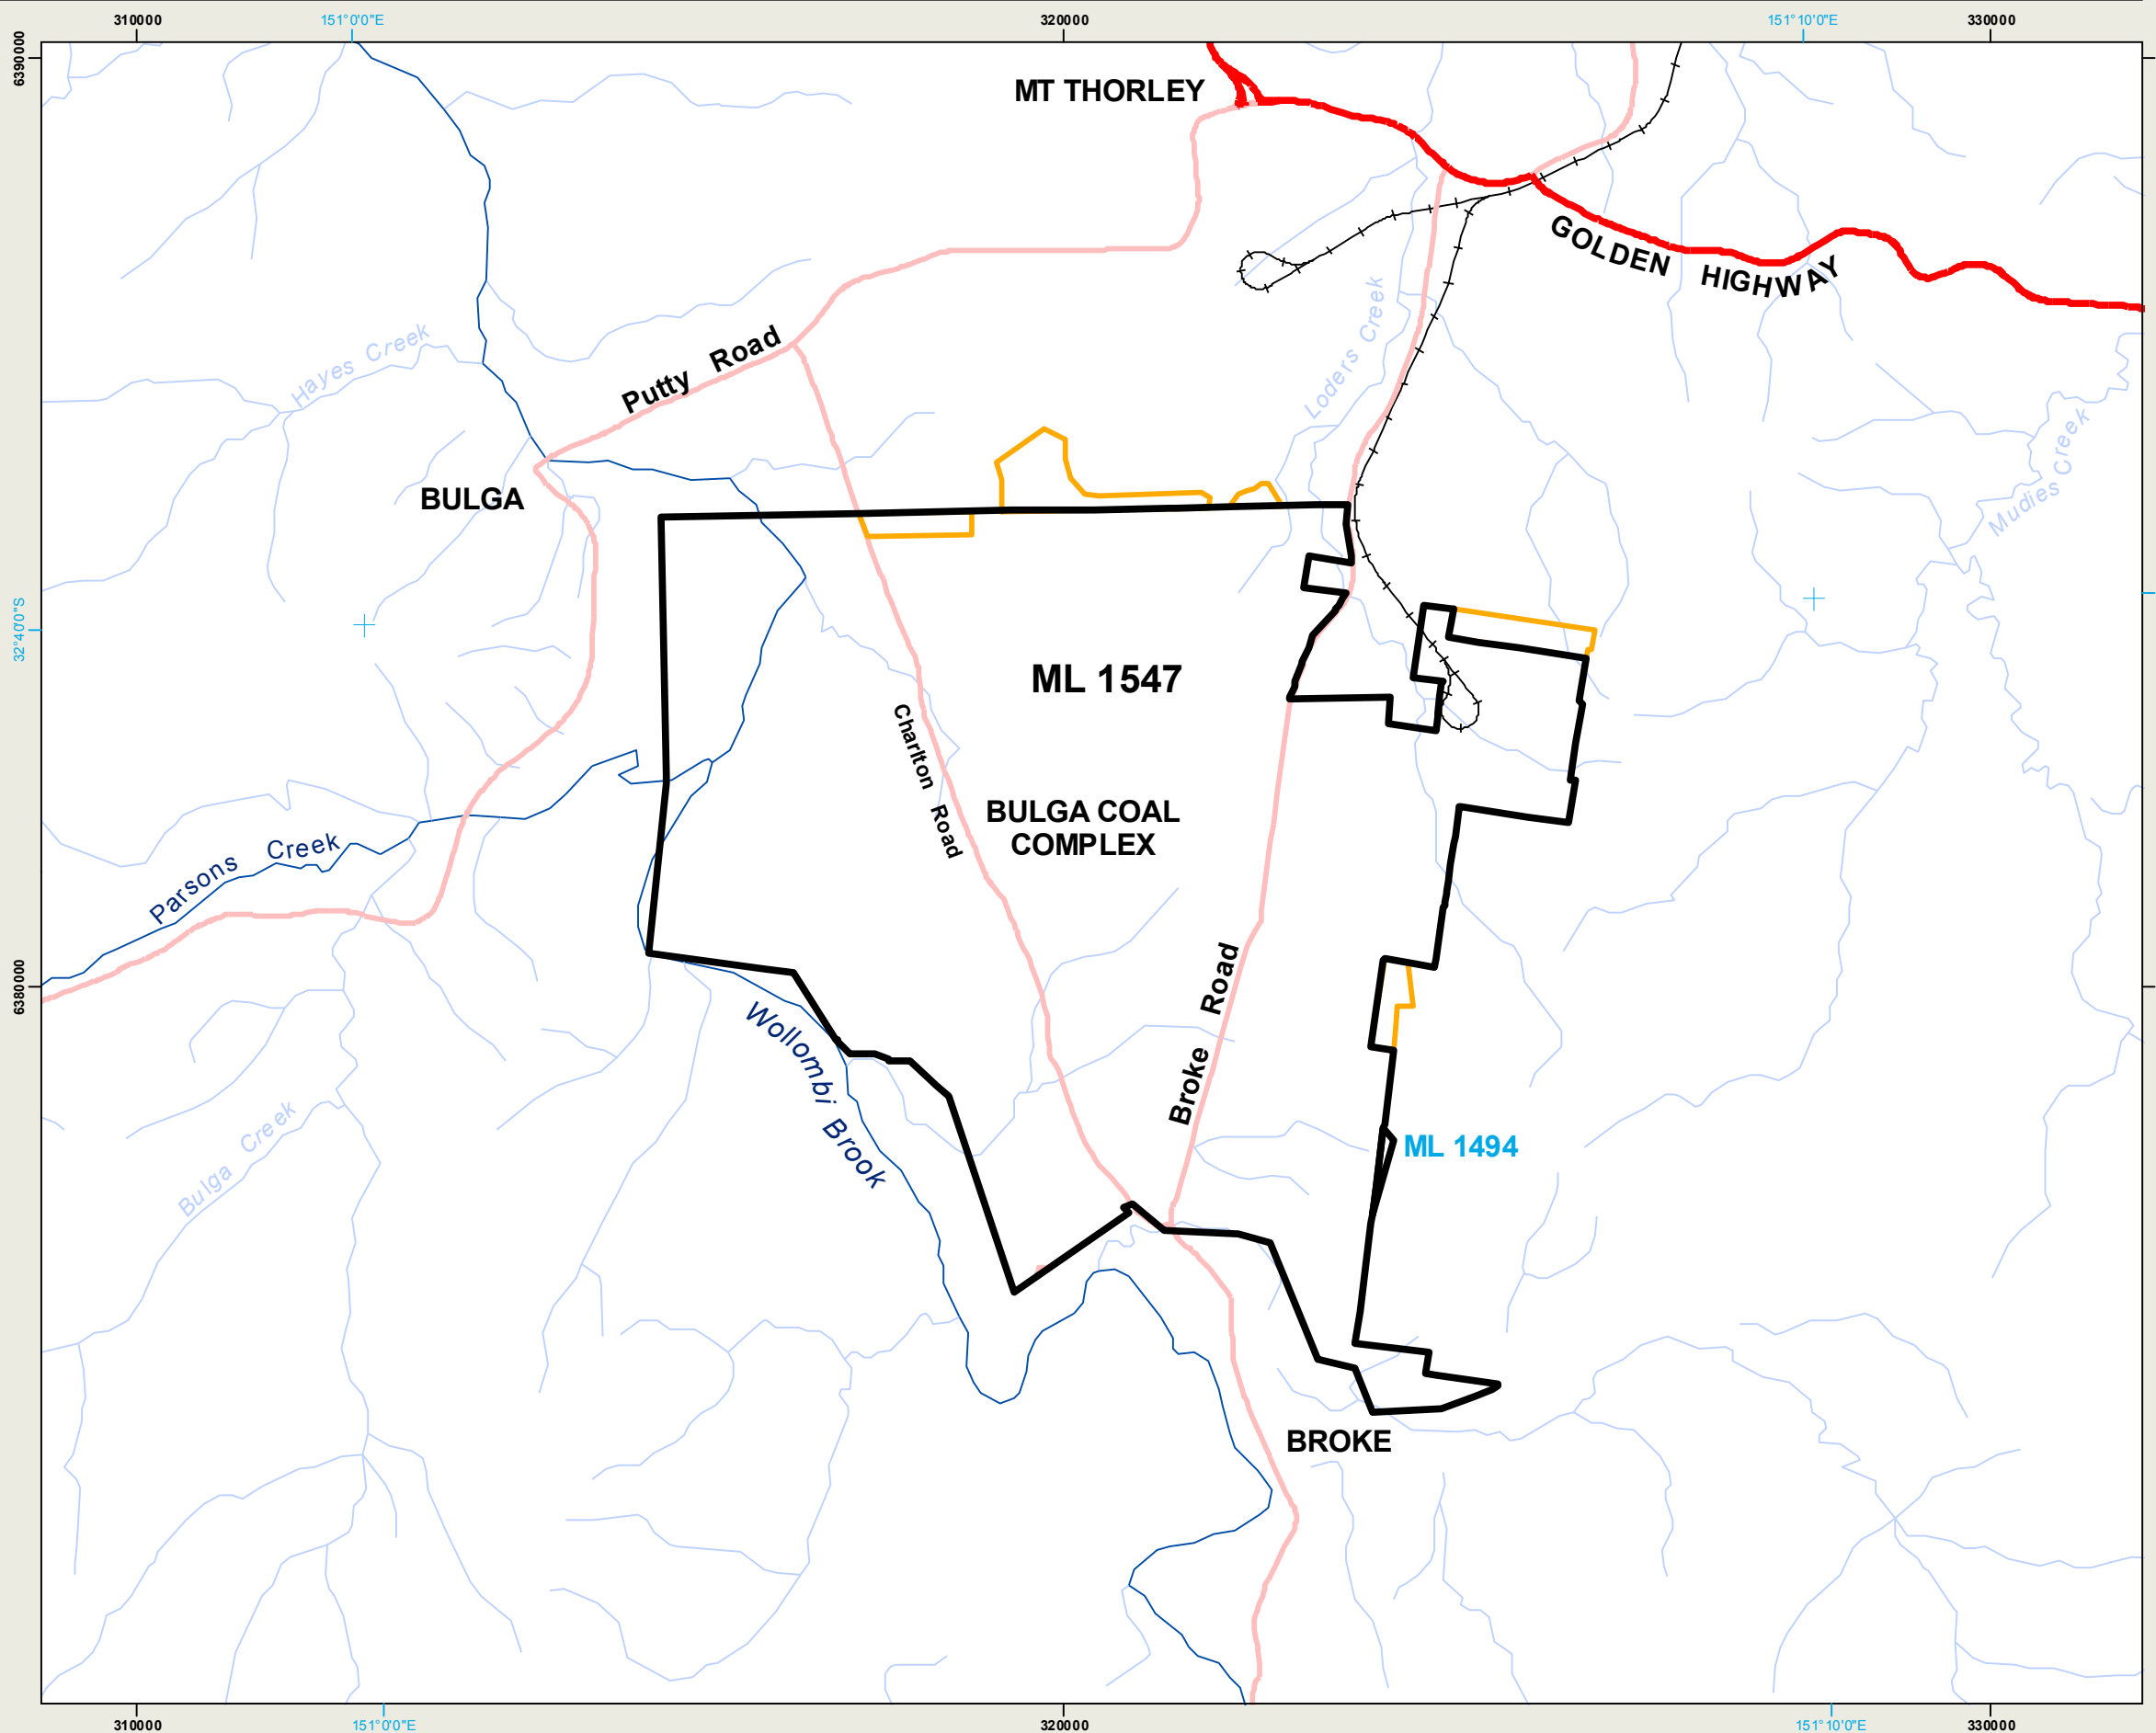 310000
151°0'0"E
320000
151°10'0"E
330000
6390000
MT THORLEY
GOLDEN HIGHWAY
Hayes Creek
Putty Road
Loders Creek
Mudies Creek
BULGA
32°40'0"S
ML 1547
Charlton Road
BULGA COAL
COMPLEX
Parsons Creek
Broke Road
6380000
Wollombi Brook
Bulga Creek
ML 1494
BROKE
310000
151°0'0"E
320000
151°10'0"E
330000